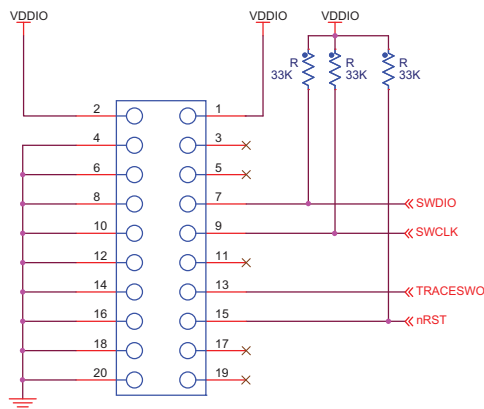 VDDIO VDDIO VDDIO
R R R
33K 33K 33K
2 1
4 3
6 5
8 7 SWDIO
10 9 SWCLK
12 11
14 13 TRACESWO
16 15 nRST
18 17
20 19